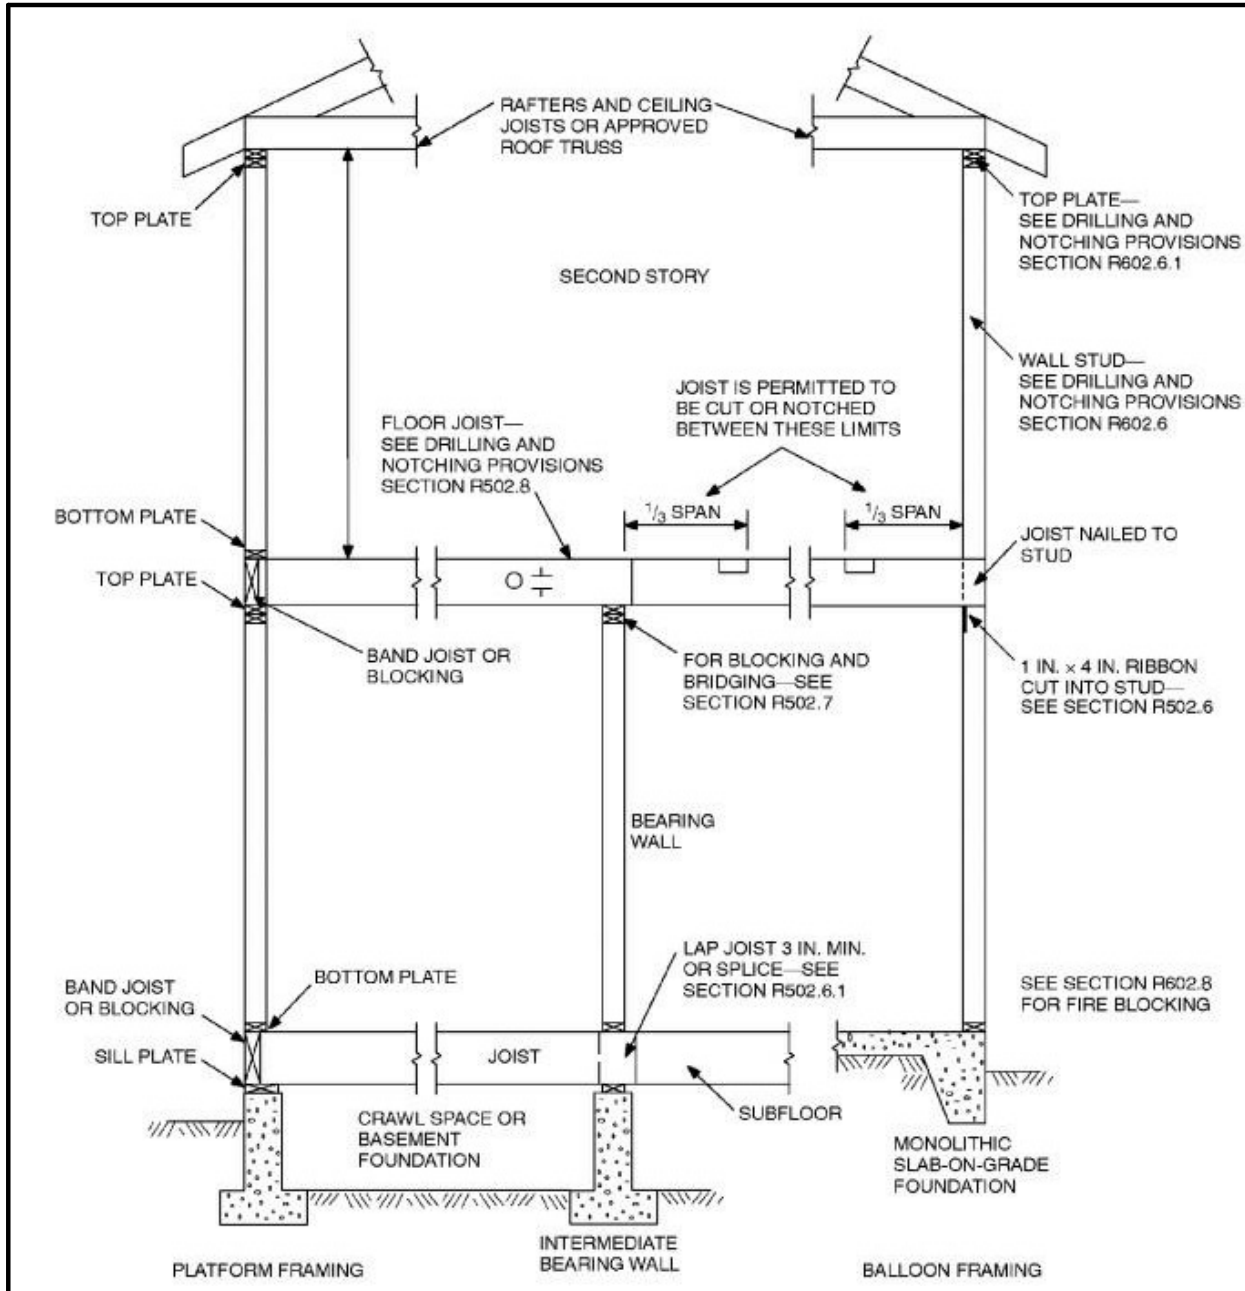 RAFTERS AND CEILING
JOISTS OR APPROVED
ROOF TRUSS
TOP PLATE
TOP PLATE—
SEE DRILLING AND
NOTCHING PROVISIONS
SECTION R602.6.1
SECOND STORY
WALL STUD—
SEE DRILLING AND
NOTCHING PROVISIONS
SECTION R602.6
JOIST IS PERMITTED TO
BE CUT OR NOTCHED
BETWEEN THESE LIMITS
FLOOR JOIST—
SEE DRILLING AND
NOTCHING PROVISIONS
SECTION R502.8
1/3 SPAN
1/3 SPAN
BOTTOM PLATE
JOIST NAILED TO
STUD
TOP PLATE
BAND JOIST OR
BLOCKING
FOR BLOCKING AND
BRIDGING—SEE
SECTION R502.7
1 IN. × 4 IN. RIBBON
CUT INTO STUD—
SEE SECTION R502.6
BEARING
WALL
LAP JOIST 3 IN. MIN.
OR SPLICE—SEE
SECTION R502.6.1
BOTTOM PLATE
BAND JOIST
OR BLOCKING
SEE SECTION R602.8
FOR FIRE BLOCKING
SILL PLATE
JOIST
SUBFLOOR
CRAWL SPACE OR
BASEMENT
FOUNDATION
MONOLITHIC
SLAB-ON-GRADE
FOUNDATION
INTERMEDIATE
BEARING WALL
PLATFORM FRAMING
BALLOON FRAMING